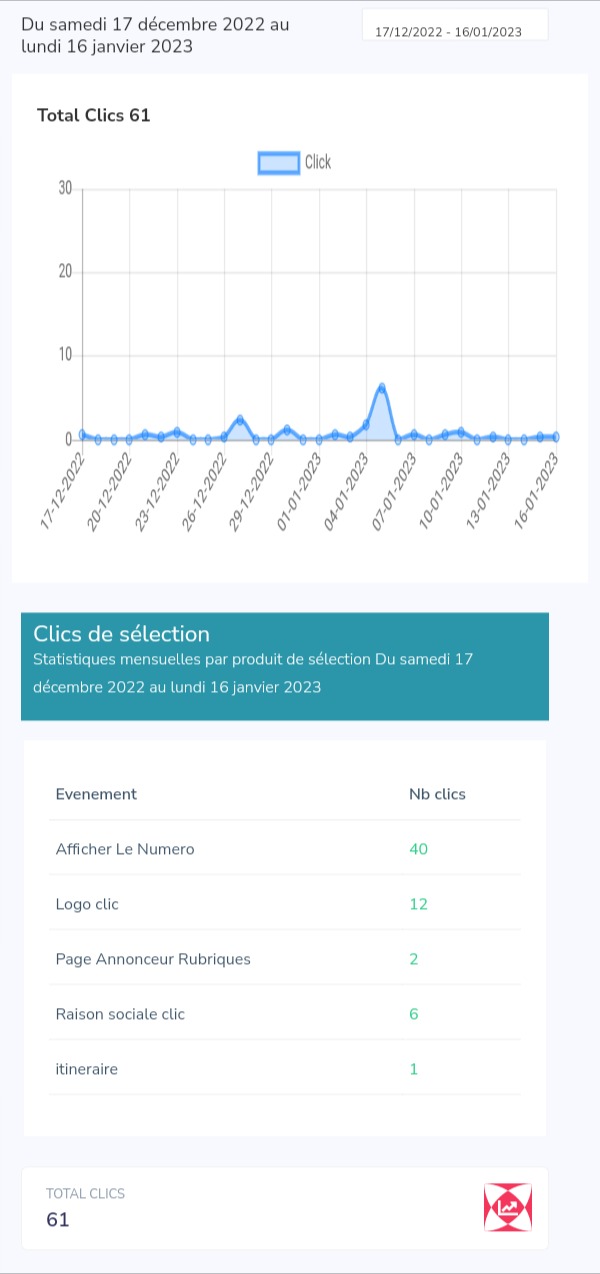 Du samedi 17 décembre 2022 au
lundi 16 janvier 2023
17/12/2022 - 16/01/2023
Total Clics 61
Click
30
20
10
0
17-12-2022
20-12-2022
23-12-2022
26-12-2022
29-12-2022
01-01-2023
04-01-2023
07-01-2023
10-01-2023
13-01-2023
16-01-2023
Clics de sélection
Statistiques mensuelles par produit de sélection Du samedi 17
décembre 2022 au lundi 16 janvier 2023
Evenement Nb clics
Afficher Le Numero 40
Logo clic 12
Page Annonceur Rubriques 2
Raison sociale clic 6
itineraire 1
TOTAL CLICS
61